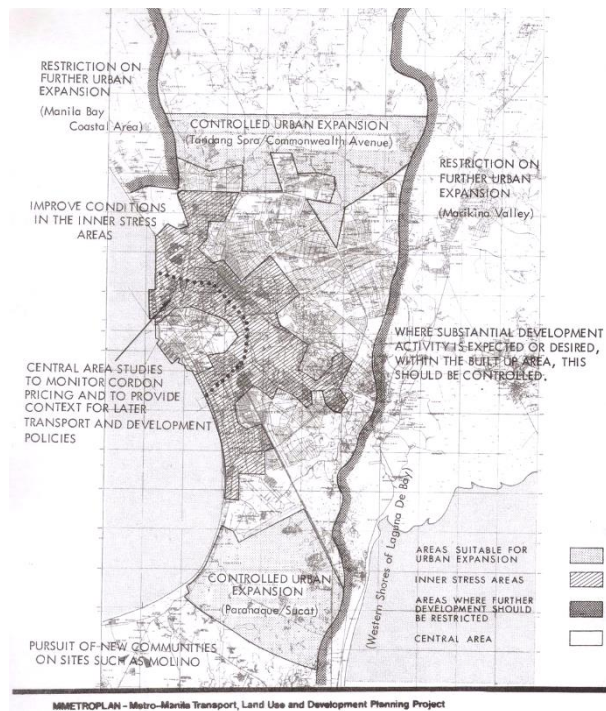 RESTRICTION ON
FURTHER URBAN
EXPANSION
(Manila Bay
Coastal Area)
CONTROLLED URBAN EXPANSION
(Tandang Sora/Commonwealth Avenue)
RESTRICTION ON
FURTHER URBAN
EXPANSION
(Marikina Valley)
IMPROVE CONDITIONS
IN THE INNER STRESS
AREAS
WHERE SUBSTANTIAL DEVELOPMENT
ACTIVITY IS EXPECTED OR DESIRED,
WITHIN THE BUILT UP AREA, THIS
SHOULD BE CONTROLLED.
CENTRAL AREA STUDIES
TO MONITOR CORDON
PRICING AND TO PROVIDE
CONTEXT FOR LATER
TRANSPORT AND DEVELOPMENT
POLICIES
(Western Shores of Laguna De Bay)
CONTROLLED URBAN
EXPANSION
(Paranaque/Sucat)
PURSUIT OF NEW COMMUNITIES
ON SITES SUCH AS MOLINO
AREAS SUITABLE FOR
URBAN EXPANSION
INNER STRESS AREAS
AREAS WHERE FURTHER
DEVELOPMENT SHOULD
BE RESTRICTED
CENTRAL AREA
MMETROPLAN - Metro-Manila Transport, Land Use and Development Planning Project